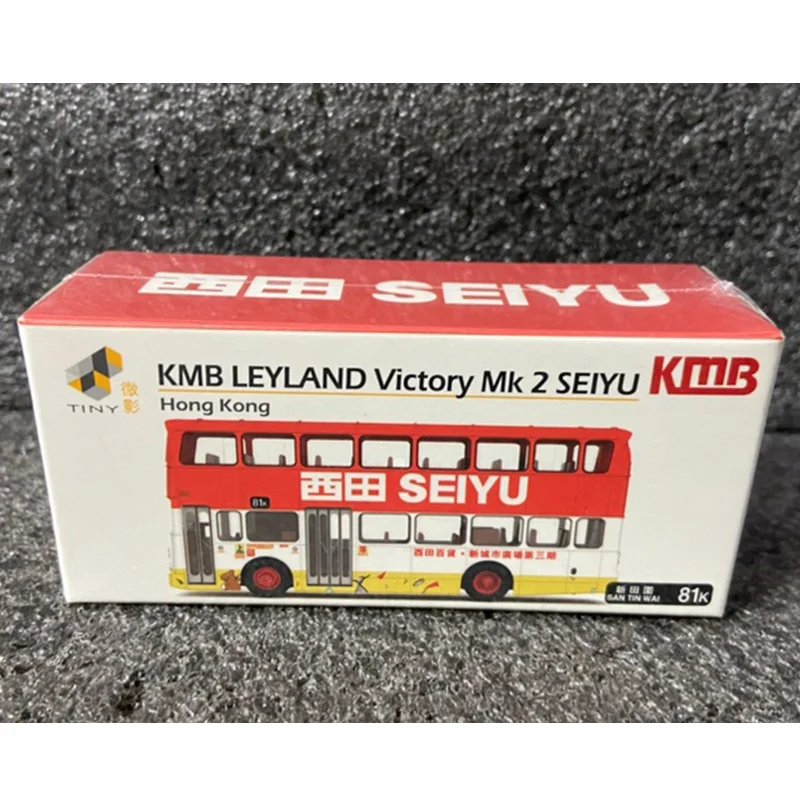 西田 SEIYU
TINY 微影
KMB LEYLAND Victory Mk 2 SEIYU
KMB
Hong Kong
西田 SEIYU
81K
西田百貨·新城市廣場第三期
新田圍
SAN TIN WAI
81K